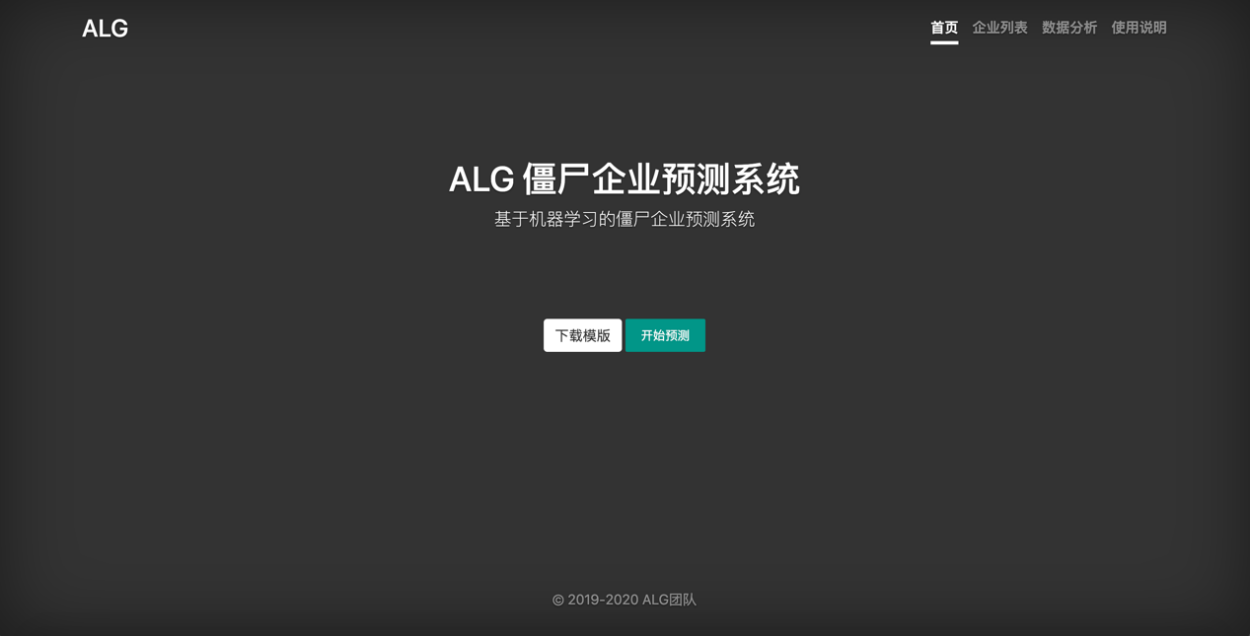 ALG
首页 企业列表 数据分析 使用说明
ALG 僵尸企业预测系统
基于机器学习的僵尸企业预测系统
下载模版 开始预测
© 2019-2020 ALG团队